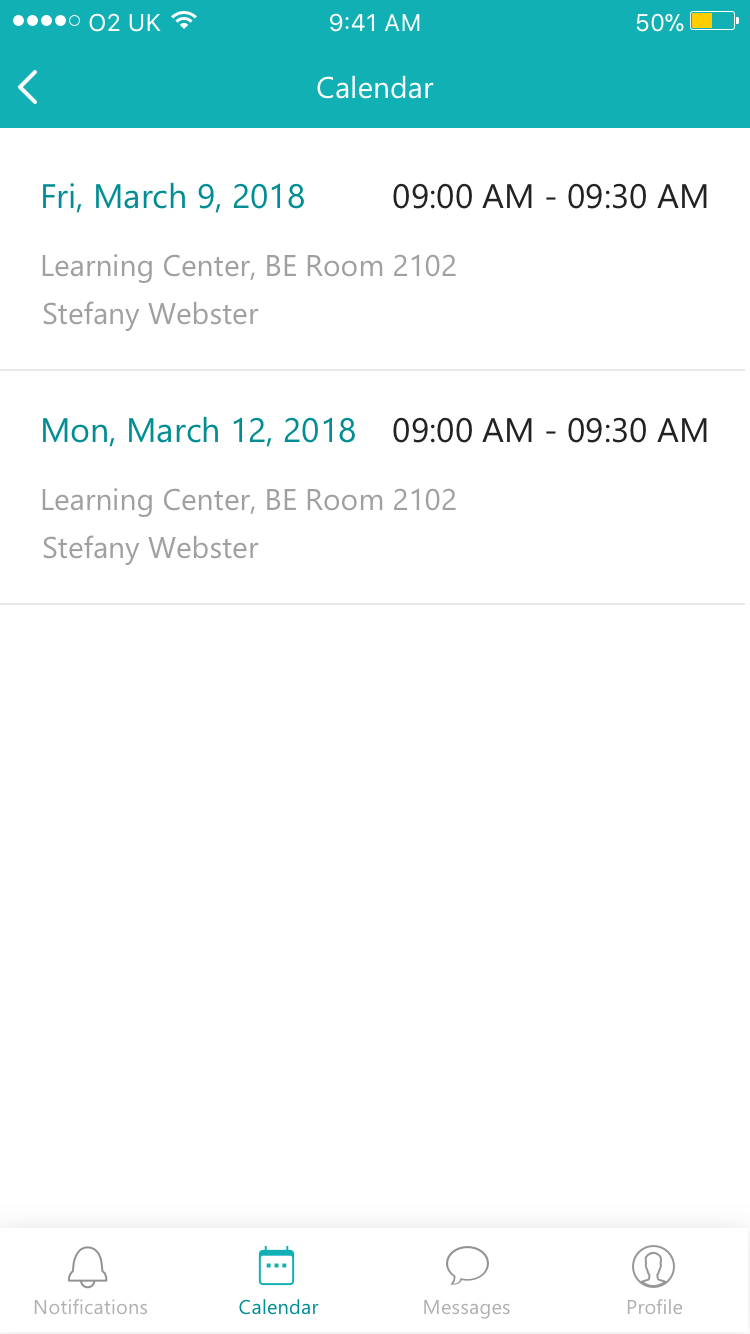 O2 UK 9:41 AM 50%
Calendar
Fri, March 9, 2018 09:00 AM - 09:30 AM
Learning Center, BE Room 2102
Stefany Webster
Mon, March 12, 2018 09:00 AM - 09:30 AM
Learning Center, BE Room 2102
Stefany Webster
Notifications Calendar Messages Profile